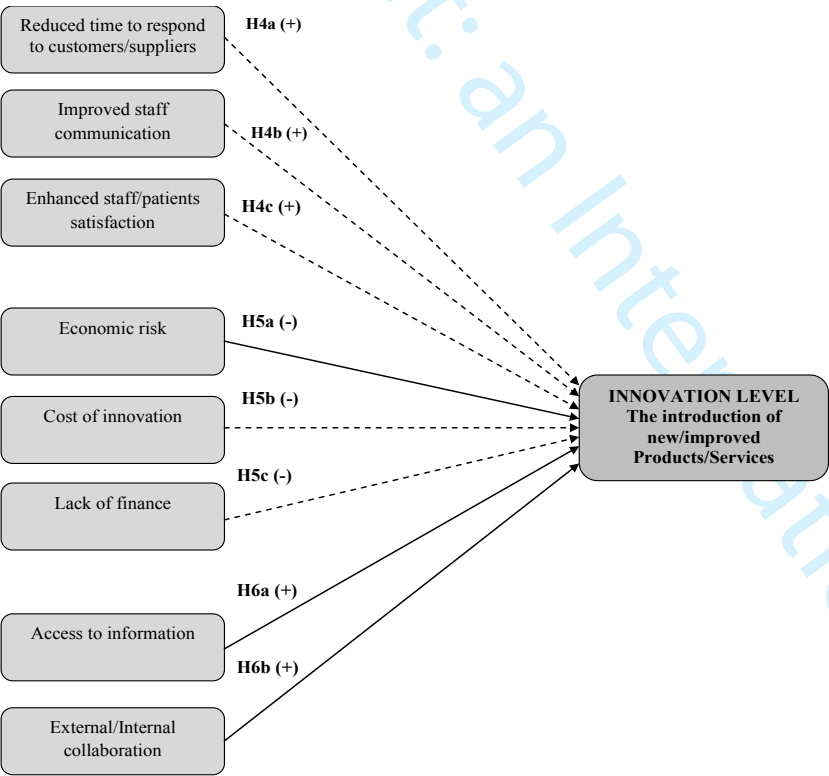 Reduced time to respond
to customers/suppliers
H4a (+)
Improved staff
communication
H4b (+)
Enhanced staff/patients
satisfaction
H4c (+)
Economic risk
H5a (-)
Cost of innovation
H5b (-)
Lack of finance
H5c (-)
Access to information
H6a (+)
External/Internal
collaboration
H6b (+)
INNOVATION LEVEL
The introduction of
new/improved
Products/Services
: an Internati